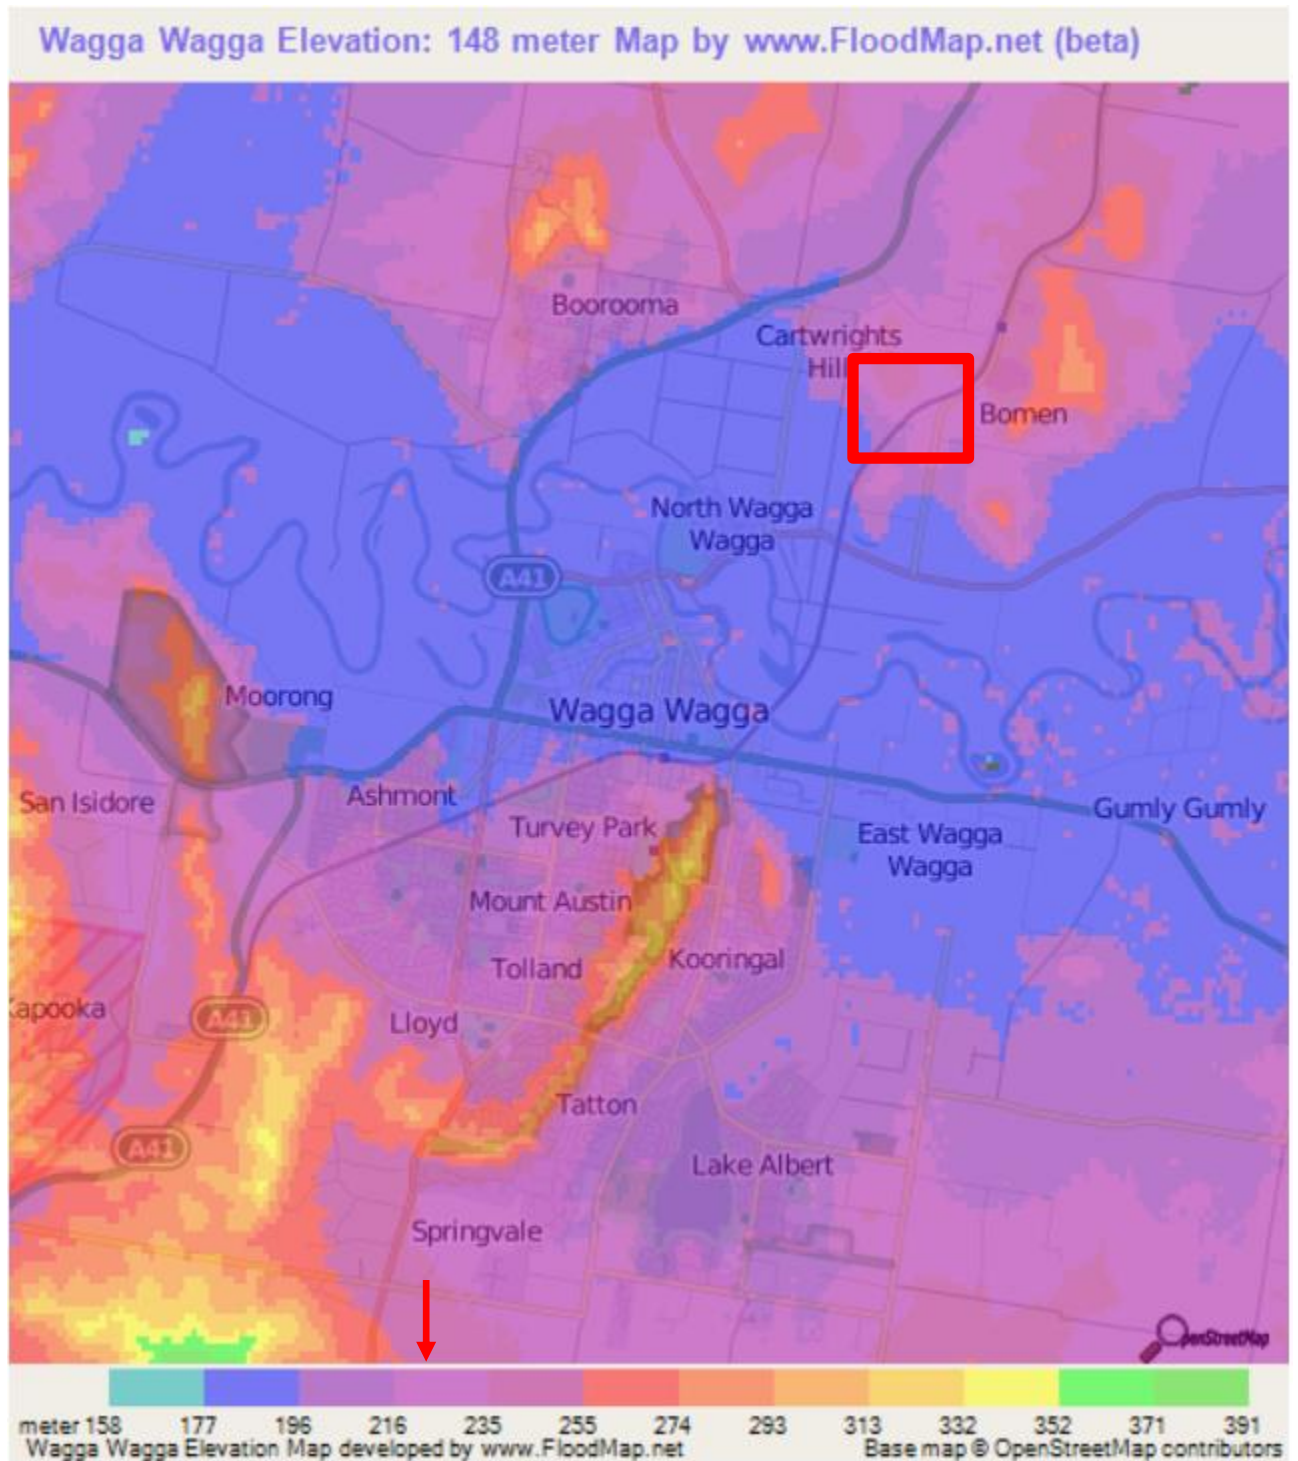 Wagga Wagga Elevation: 148 meter Map by www.FloodMap.net (beta)
Boorooma
Cartwrights
Hill
Bomen
North Wagga
Wagga
A41
Moorong
Wagga Wagga
San Isidore
Ashmont
Gumly Gumly
Turvey Park
East Wagga
Wagga
Mount Austin
Kooringal
Tolland
Kapooka
A41
Lloyd
Tatton
A41
Lake Albert
Springvale
OpenStreetMap
meter 158 177 196 216 235 255 274 293 313 332 352 371 391
Wagga Wagga Elevation Map developed by www.FloodMap.net
Base map © OpenStreetMap contributors